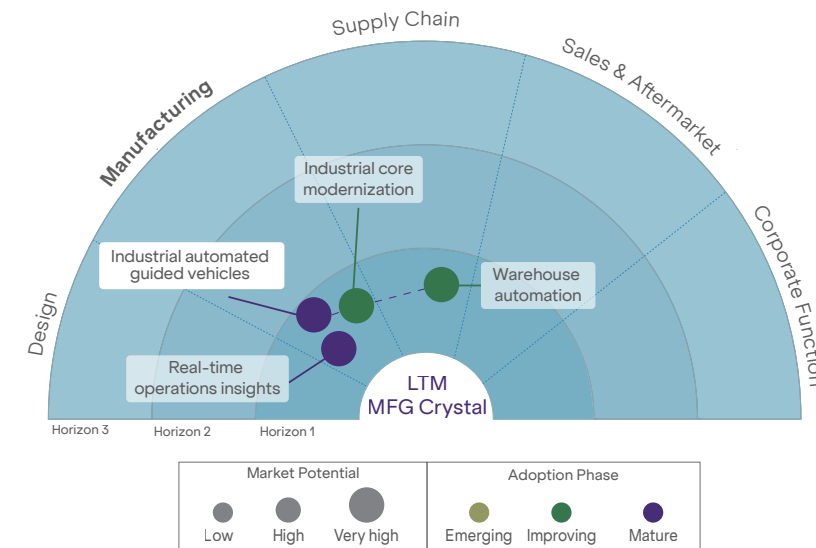 Supply Chain
Sales & Aftermarket
Manufacturing
Corporate Function
Design
Industrial core
modernization
Industrial automated
guided vehicles
Warehouse
automation
Real-time
operations insights
LTM
MFG Crystal
Horizon 3
Horizon 2
Horizon 1
Market Potential
Low
High
Very high
Adoption Phase
Emerging
Improving
Mature